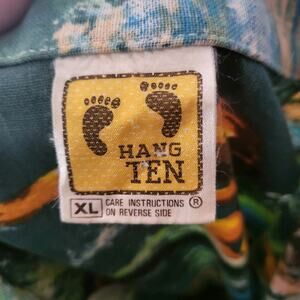 HANG
TEN
XL CARE INSTRUCTIONS ®
ON REVERSE SIDE